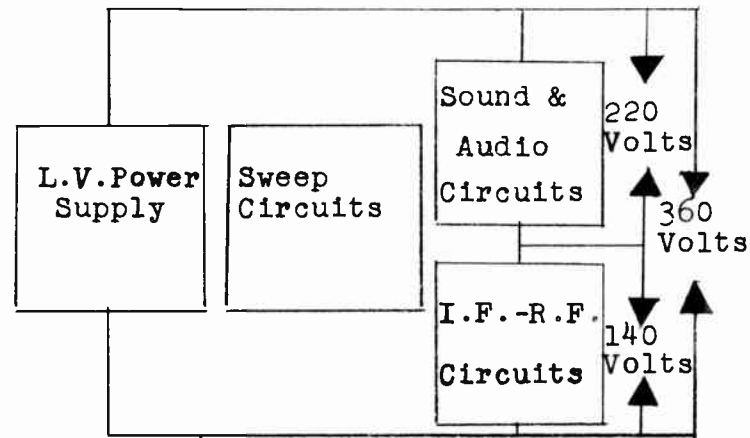 L.V.Power
Supply
Sweep
Circuits
Sound &
Audio
Circuits
220
Volts
360
Volts
I.F.-R.F.
Circuits
140
Volts